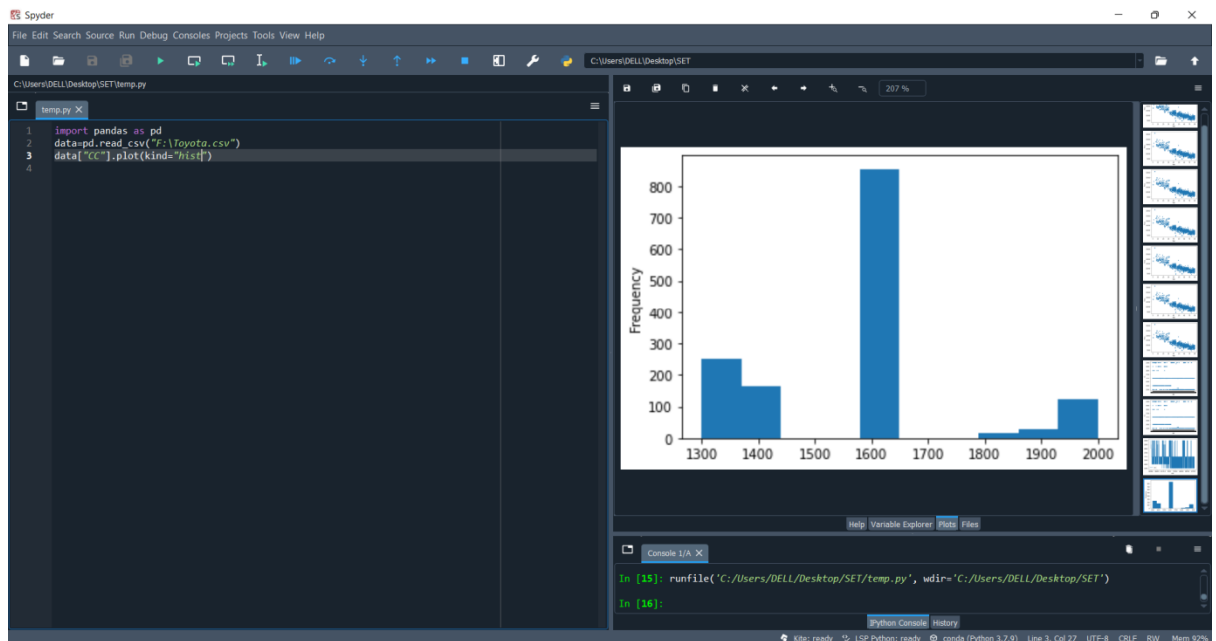 Spyder
File Edit Search Source Run Debug Consoles Projects Tools View Help
C:\Users\DELL\Desktop\SET
C:\Users\DELL\Desktop\SET\temp.py
temp.py
1 import pandas as pd
2 data=pd.read_csv("F:\Toyota.csv")
3 data["CC"].plot(kind="hist")
4
207 %
800
700
600
500
400
300
200
100
0
Frequency
1300 1400 1500 1600 1700 1800 1900 2000
Help Variable Explorer Plots Files
Console 1/A
In [15]: runfile('C:/Users/DELL/Desktop/SET/temp.py', wdir='C:/Users/DELL/Desktop/SET')
In [16]:
IPython Console History
Kite: ready LSP Python: ready conda (Python 3.7.9) Line 3, Col 27 UTF-8 CRLF RW Mem 92%